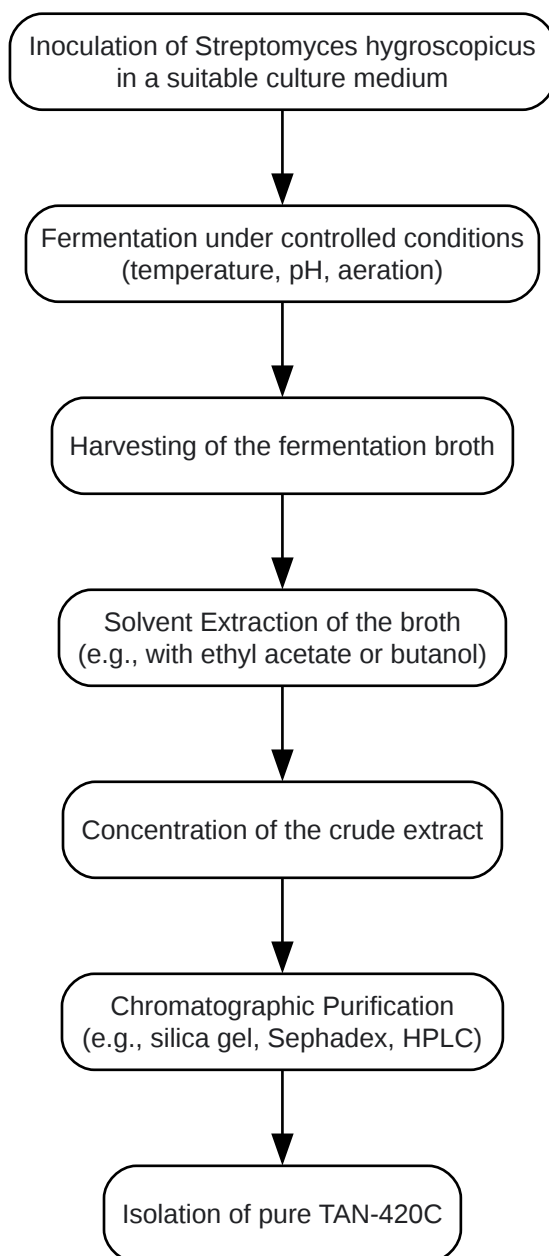 Inoculation of Streptomyces hygroscopicus
in a suitable culture medium
Fermentation under controlled conditions
(temperature, pH, aeration)
Harvesting of the fermentation broth
Solvent Extraction of the broth
(e.g., with ethyl acetate or butanol)
Concentration of the crude extract
Chromatographic Purification
(e.g., silica gel, Sephadex, HPLC)
Isolation of pure TAN-420C